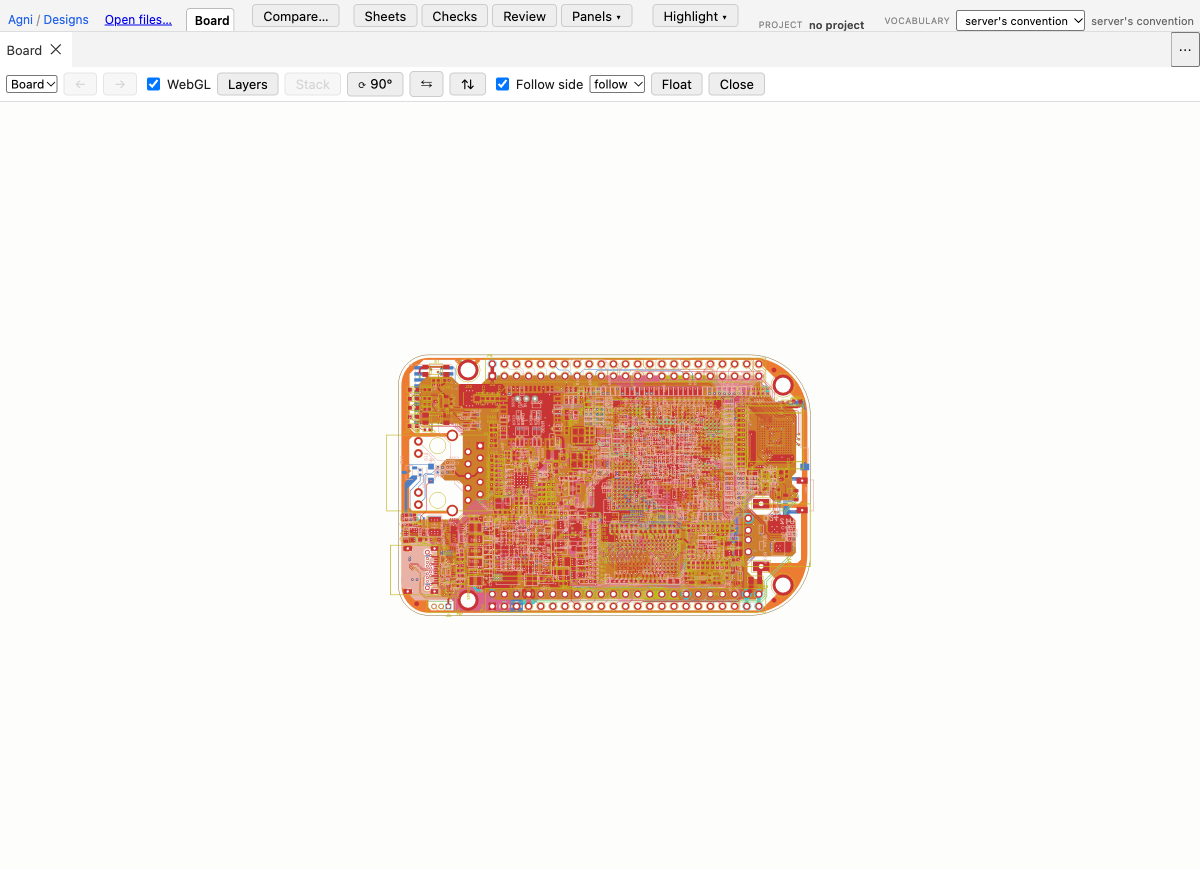 Agni / Designs Open files... Board Compare... Sheets Checks Review Panels ▾ Highlight ▾ PROJECT no project VOCABULARY server's convention server's convention
Board ✕ ...
Board ← → WebGL Layers Stack ⟳ 90° ⇆ ⇅ Follow side follow Float Close